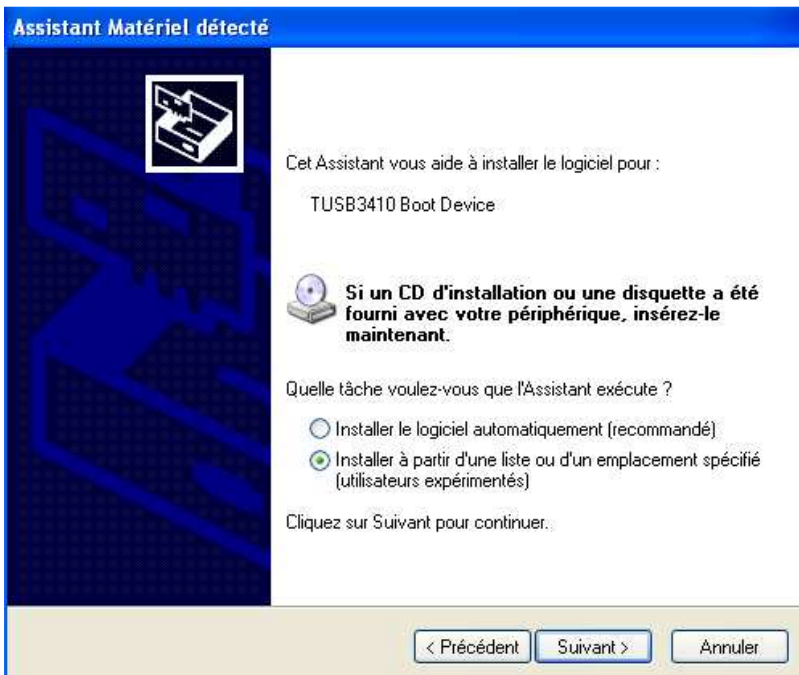 Assistant Matériel détecté
Cet Assistant vous aide à installer le logiciel pour :
TUSB3410 Boot Device
Si un CD d'installation ou une disquette a été
fourni avec votre périphérique, insérez-le
maintenant.
Quelle tâche voulez-vous que l'Assistant exécute ?
Installer le logiciel automatiquement (recommandé)
Installer à partir d'une liste ou d'un emplacement spécifié
(utilisateurs expérimentés)
Cliquez sur Suivant pour continuer.
< Précédent Suivant > Annuler